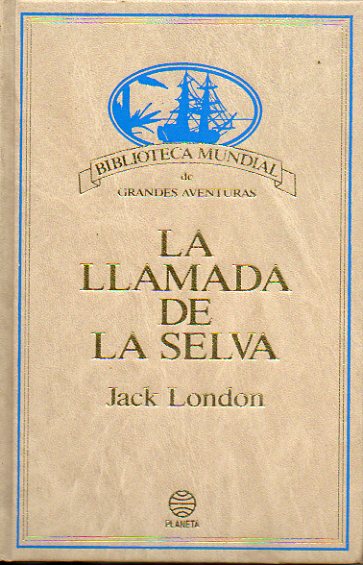 BIBLIOTECA MUNDIAL
de
GRANDES AVENTURAS
LA
LLAMADA
DE
LA SELVA
Jack London
PLANETA